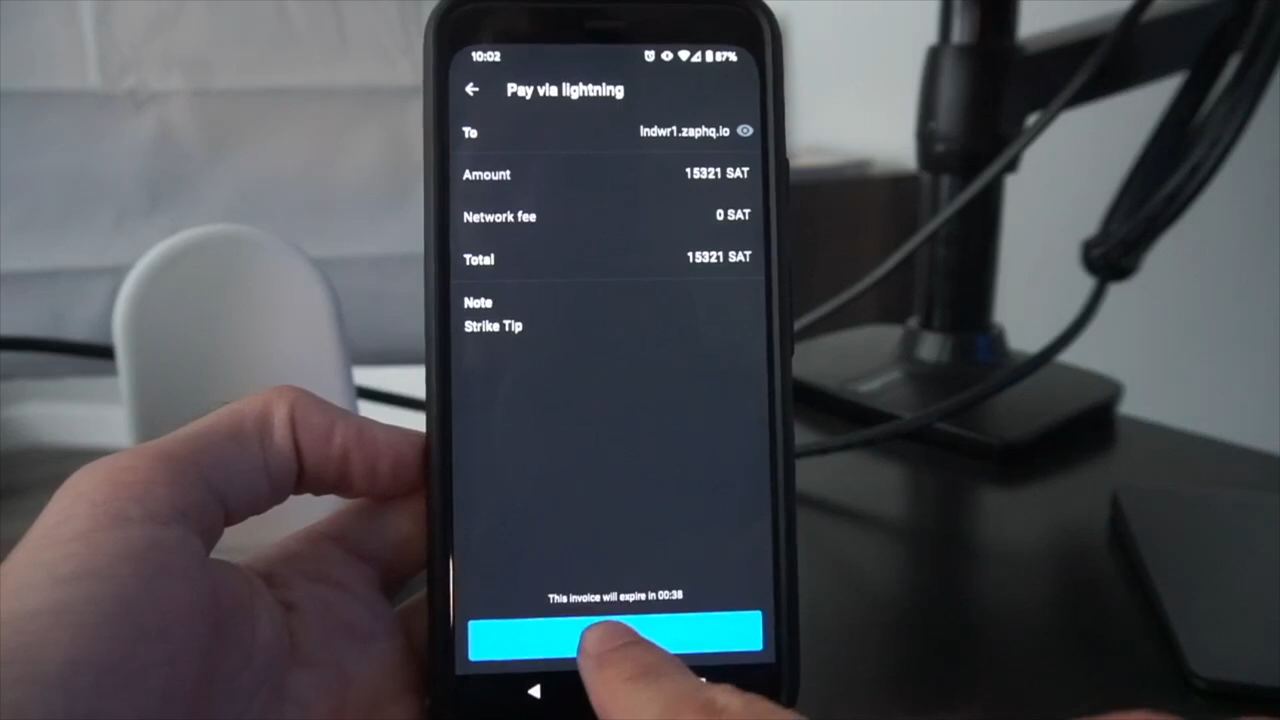 10:02 87%
Pay via lightning
To lndwr1.zaphq.io
Amount 15321 SAT
Network fee 0 SAT
Total 15321 SAT
Note
Strike Tip
This invoice will expire in 00:38